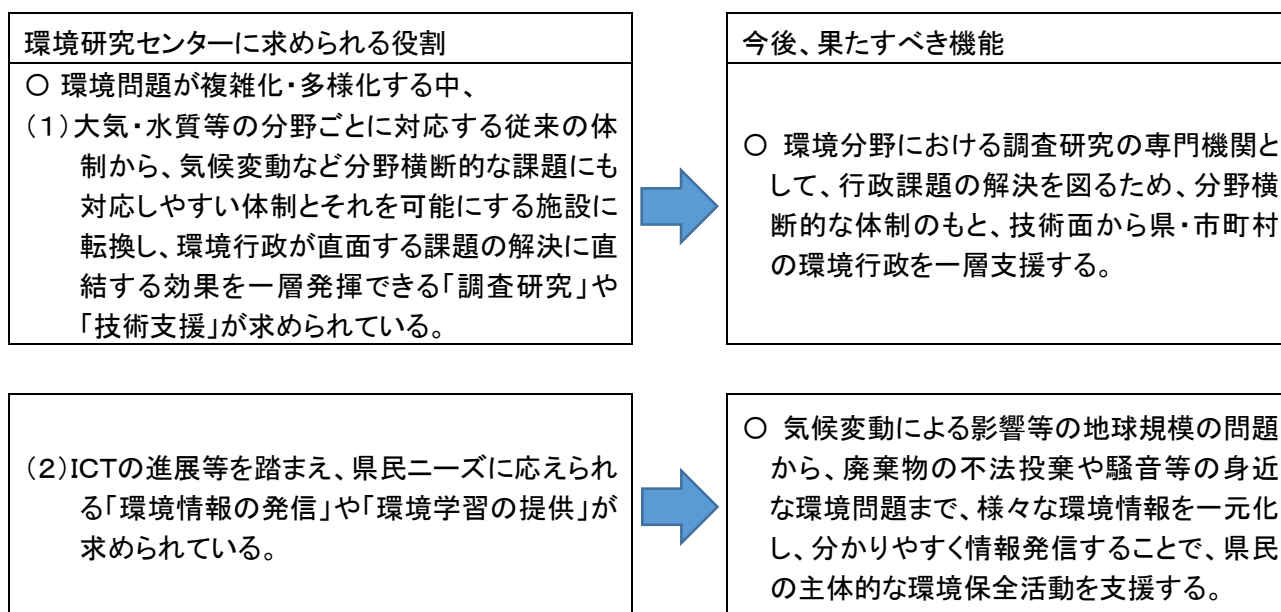 環境研究センターに求められる役割
〇 環境問題が複雑化・多様化する中、
（１）大気・水質等の分野ごとに対応する従来の体
制から、気候変動など分野横断的な課題にも
対応しやすい体制とそれを可能にする施設に
転換し、環境行政が直面する課題の解決に直
結する効果を一層発揮できる「調査研究」や
「技術支援」が求められている。
今後、果たすべき機能
〇 環境分野における調査研究の専門機関と
して、行政課題の解決を図るため、分野横
断的な体制のもと、技術面から県・市町村
の環境行政を一層支援する。
（２）ICTの進展等を踏まえ、県民ニーズに応えられ
る「環境情報の発信」や「環境学習の提供」が
求められている。
〇 気候変動による影響等の地球規模の問題
から、廃棄物の不法投棄や騒音等の身近
な環境問題まで、様々な環境情報を一元化
し、分かりやすく情報発信することで、県民
の主体的な環境保全活動を支援する。